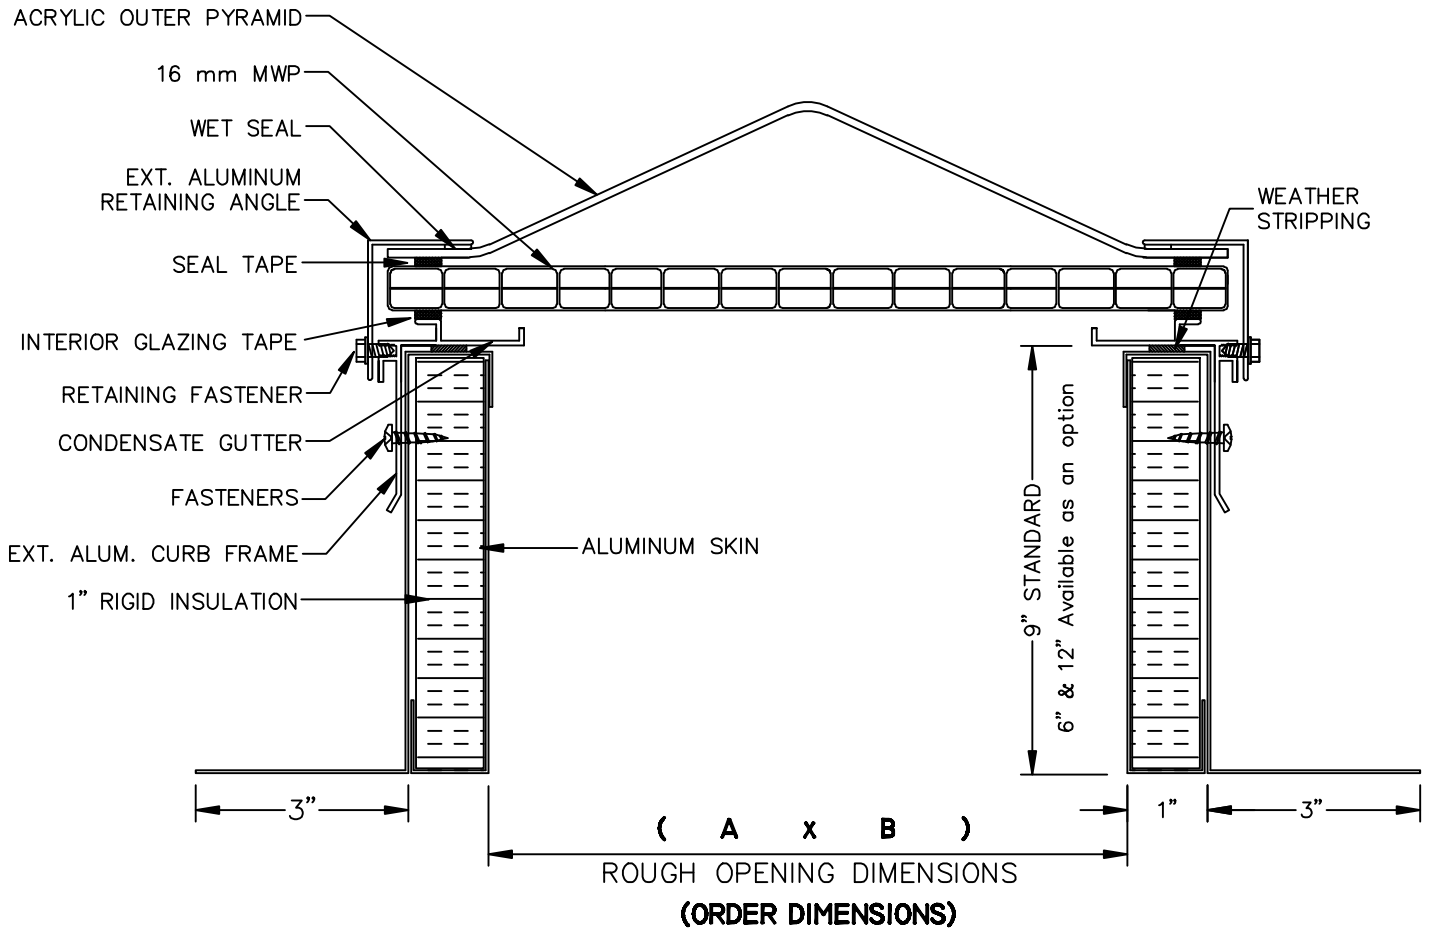 ACRYLIC OUTER PYRAMID
16 mm MWP
WET SEAL
EXT. ALUMINUM
RETAINING ANGLE
SEAL TAPE
INTERIOR GLAZING TAPE
RETAINING FASTENER
CONDENSATE GUTTER
FASTENERS
EXT. ALUM. CURB FRAME
1” RIGID INSULATION
ALUMINUM SKIN
WEATHER
STRIPPING
9” STANDARD
6” & 12” Available as an option
3”
1”
3”
( A x B )
ROUGH OPENING DIMENSIONS
(ORDER DIMENSIONS)